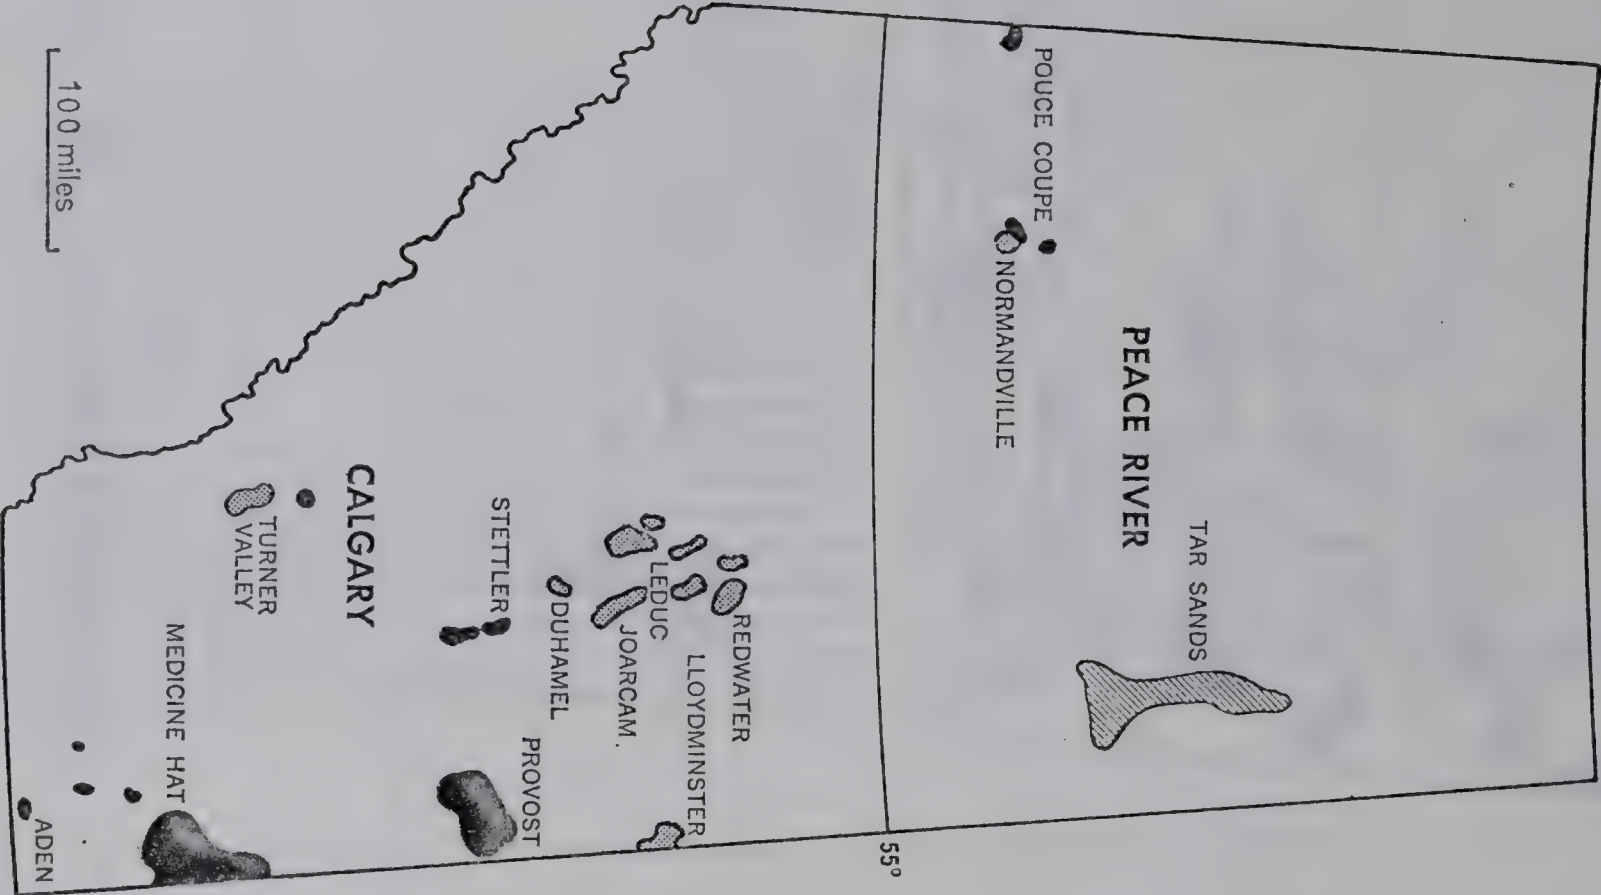 POUCE COUPE
NORMANDVILLE
PEACE RIVER
TAR SANDS
55°
REDWATER
LEDUC
LLOYDMINSTER
JOARCAM.
DUHAMEL
STETTLER
PROVOST
CALGARY
TURNER
VALLEY
MEDICINE HAT
ADEN
100 miles